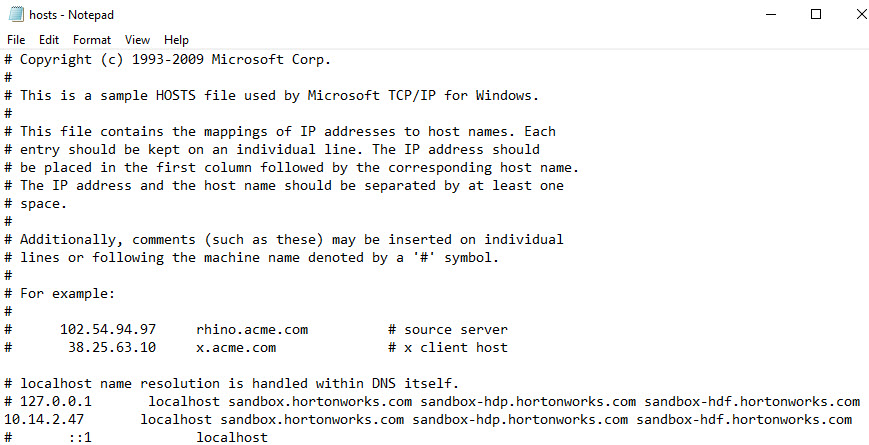 hosts - Notepad
File Edit Format View Help
# Copyright (c) 1993-2009 Microsoft Corp.
#
# This is a sample HOSTS file used by Microsoft TCP/IP for Windows.
#
# This file contains the mappings of IP addresses to host names. Each
# entry should be kept on an individual line. The IP address should
# be placed in the first column followed by the corresponding host name.
# The IP address and the host name should be separated by at least one
# space.
#
# Additionally, comments (such as these) may be inserted on individual
# lines or following the machine name denoted by a '#' symbol.
#
# For example:
#
#      102.54.94.97     rhino.acme.com          # source server
#       38.25.63.10     x.acme.com              # x client host

# localhost name resolution is handled within DNS itself.
# 127.0.0.1       localhost sandbox.hortonworks.com sandbox-hdp.hortonworks.com sandbox-hdf.hortonworks.com
10.14.2.47       localhost sandbox.hortonworks.com sandbox-hdp.hortonworks.com sandbox-hdf.hortonworks.com
#       ::1             localhost